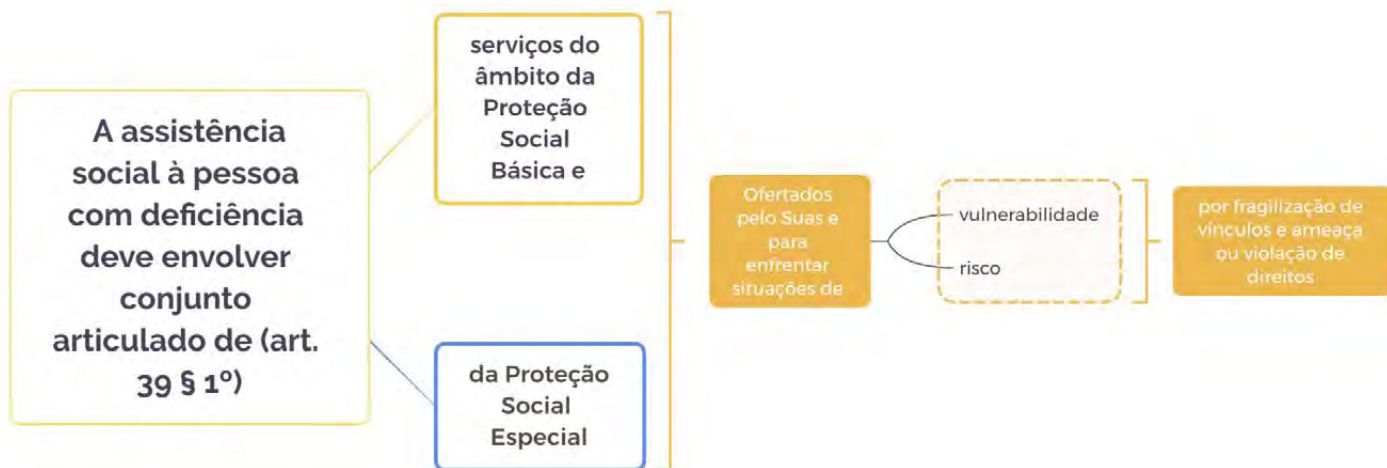 A assistência
social à pessoa
com deficiência
deve envolver
conjunto
articulado de (art.
39 § 1º)
serviços do
âmbito da
Proteção
Social
Básica e
da Proteção
Social
Especial
Ofertados
pelo Suas e
para
enfrentar
situações de
vulnerabilidade
risco
por fragilização de
vínculos e ameaça
ou violação de
direitos